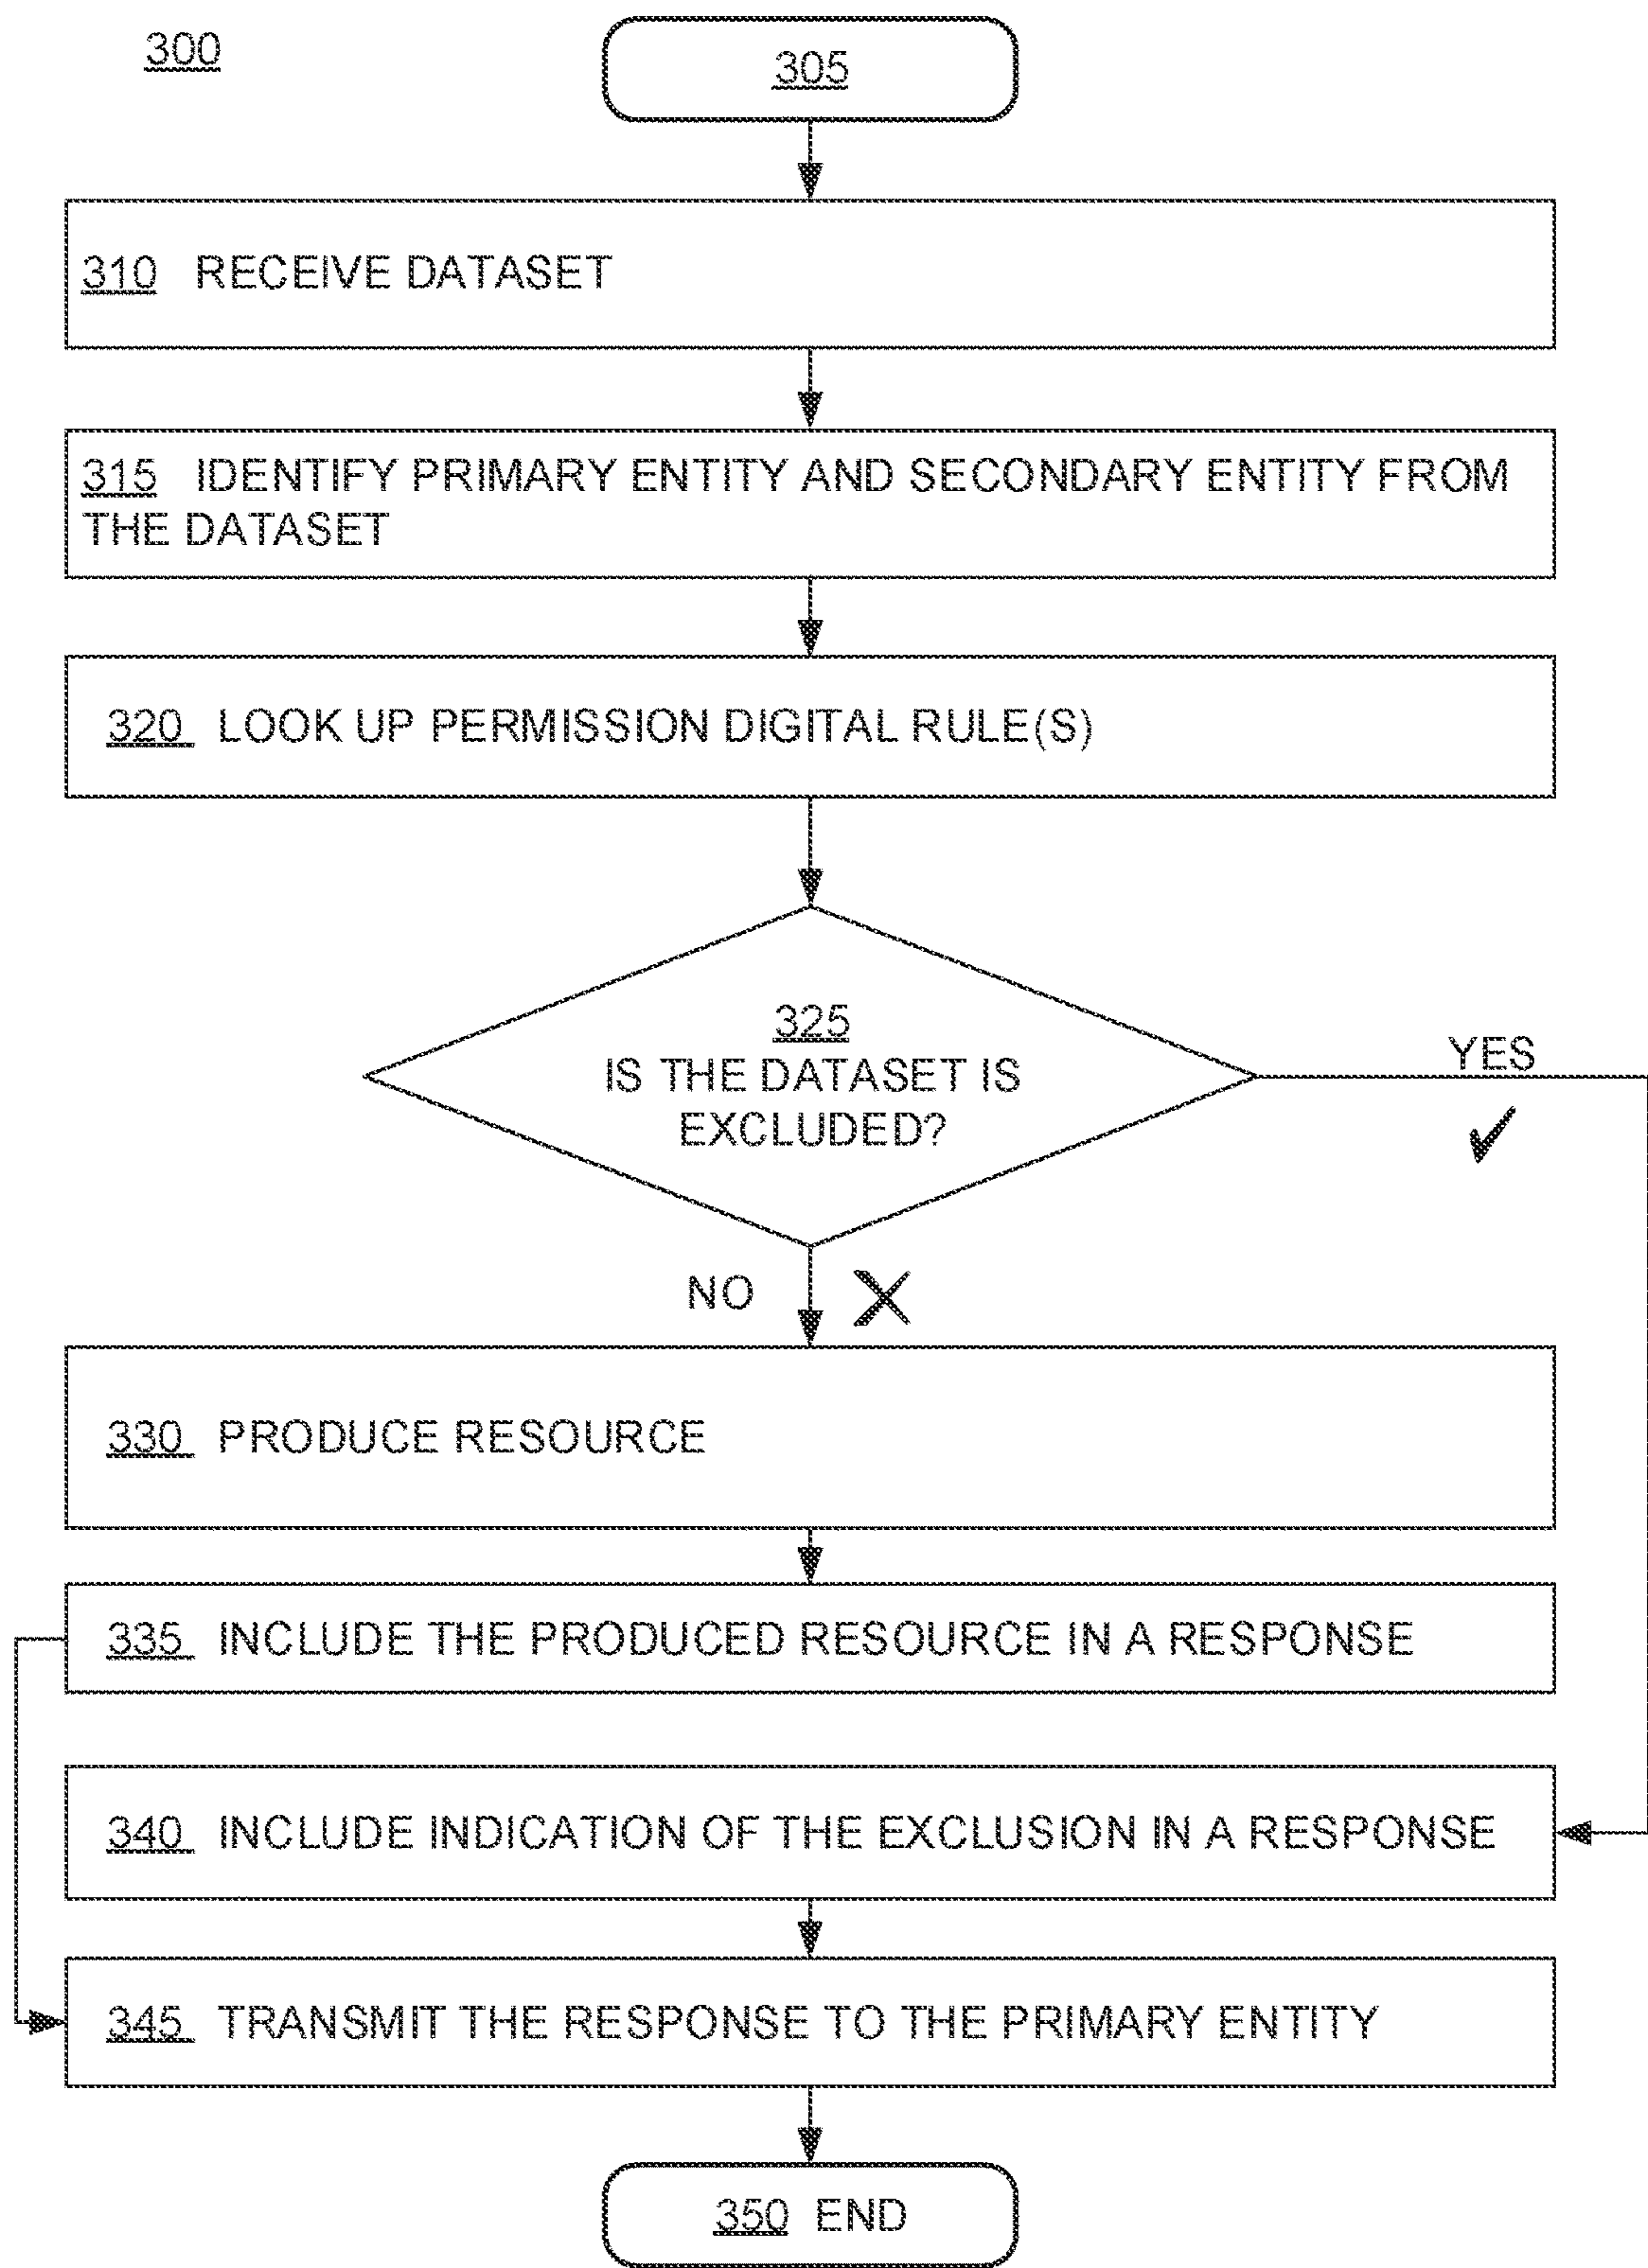 300
305
310 RECEIVE DATASET
315 IDENTIFY PRIMARY ENTITY AND SECONDARY ENTITY FROM
THE DATASET
320 LOOK UP PERMISSION DIGITAL RULE(S)
325
IS THE DATASET IS
EXCLUDED?
YES
NO
330 PRODUCE RESOURCE
335 INCLUDE THE PRODUCED RESOURCE IN A RESPONSE
340 INCLUDE INDICATION OF THE EXCLUSION IN A RESPONSE
345 TRANSMIT THE RESPONSE TO THE PRIMARY ENTITY
350 END